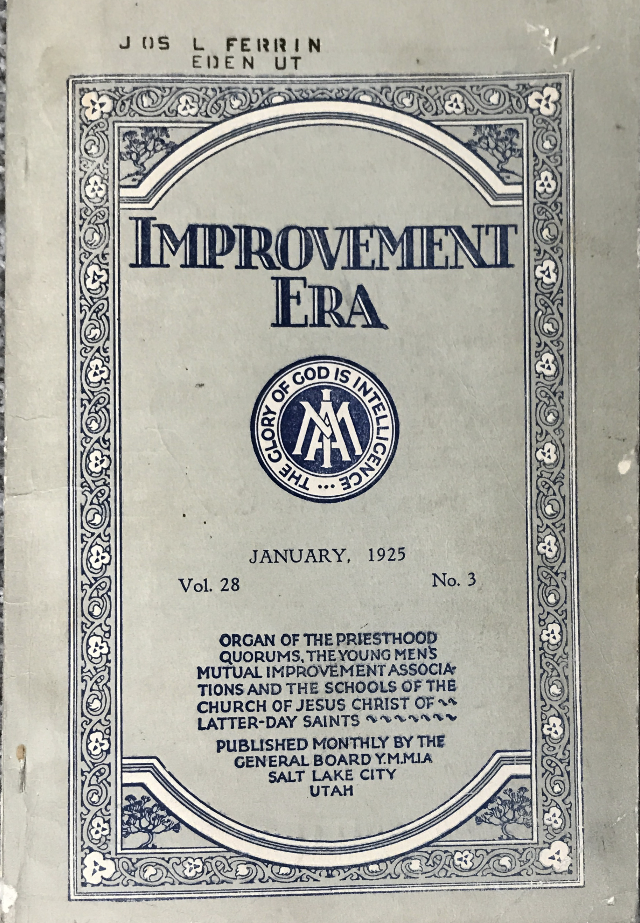 JOS L FERRIN
EDEN UT
IMPROVEMENT
ERA
THE GLORY OF GOD IS INTELLIGENCE ...
MIA
JANUARY, 1925
Vol. 28 No. 3
ORGAN OF THE PRIESTHOOD
QUORUMS, THE YOUNG MEN'S
MUTUAL IMPROVEMENT ASSOCIA-
TIONS AND THE SCHOOLS OF THE
CHURCH OF JESUS CHRIST OF
LATTER-DAY SAINTS
PUBLISHED MONTHLY BY THE
GENERAL BOARD Y.M.M.I.A
SALT LAKE CITY
UTAH